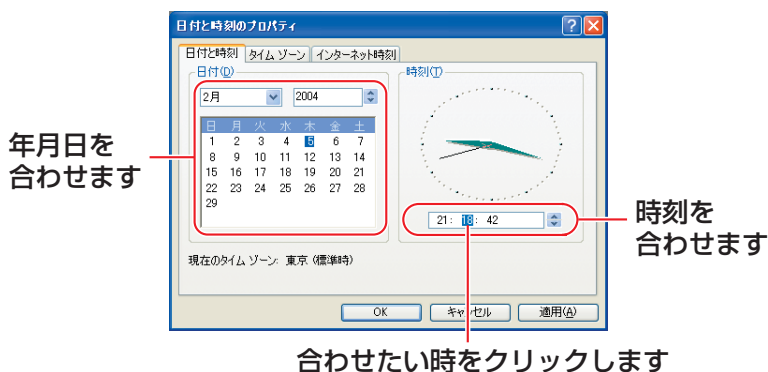 日付と時刻のプロパティ
日付と時刻 タイム ゾーン インターネット時刻
日付(D)
時刻(T)
2月 2004
日 月 火 水 木 金 土
1 2 3 4 5 6 7
8 9 10 11 12 13 14
15 16 17 18 19 20 21
22 23 24 25 26 27 28
29
21: 18: 42
現在のタイム ゾーン: 東京 (標準時)
OK キャンセル 適用(A)
年月日を
合わせます
時刻を
合わせます
合わせたい時をクリックします